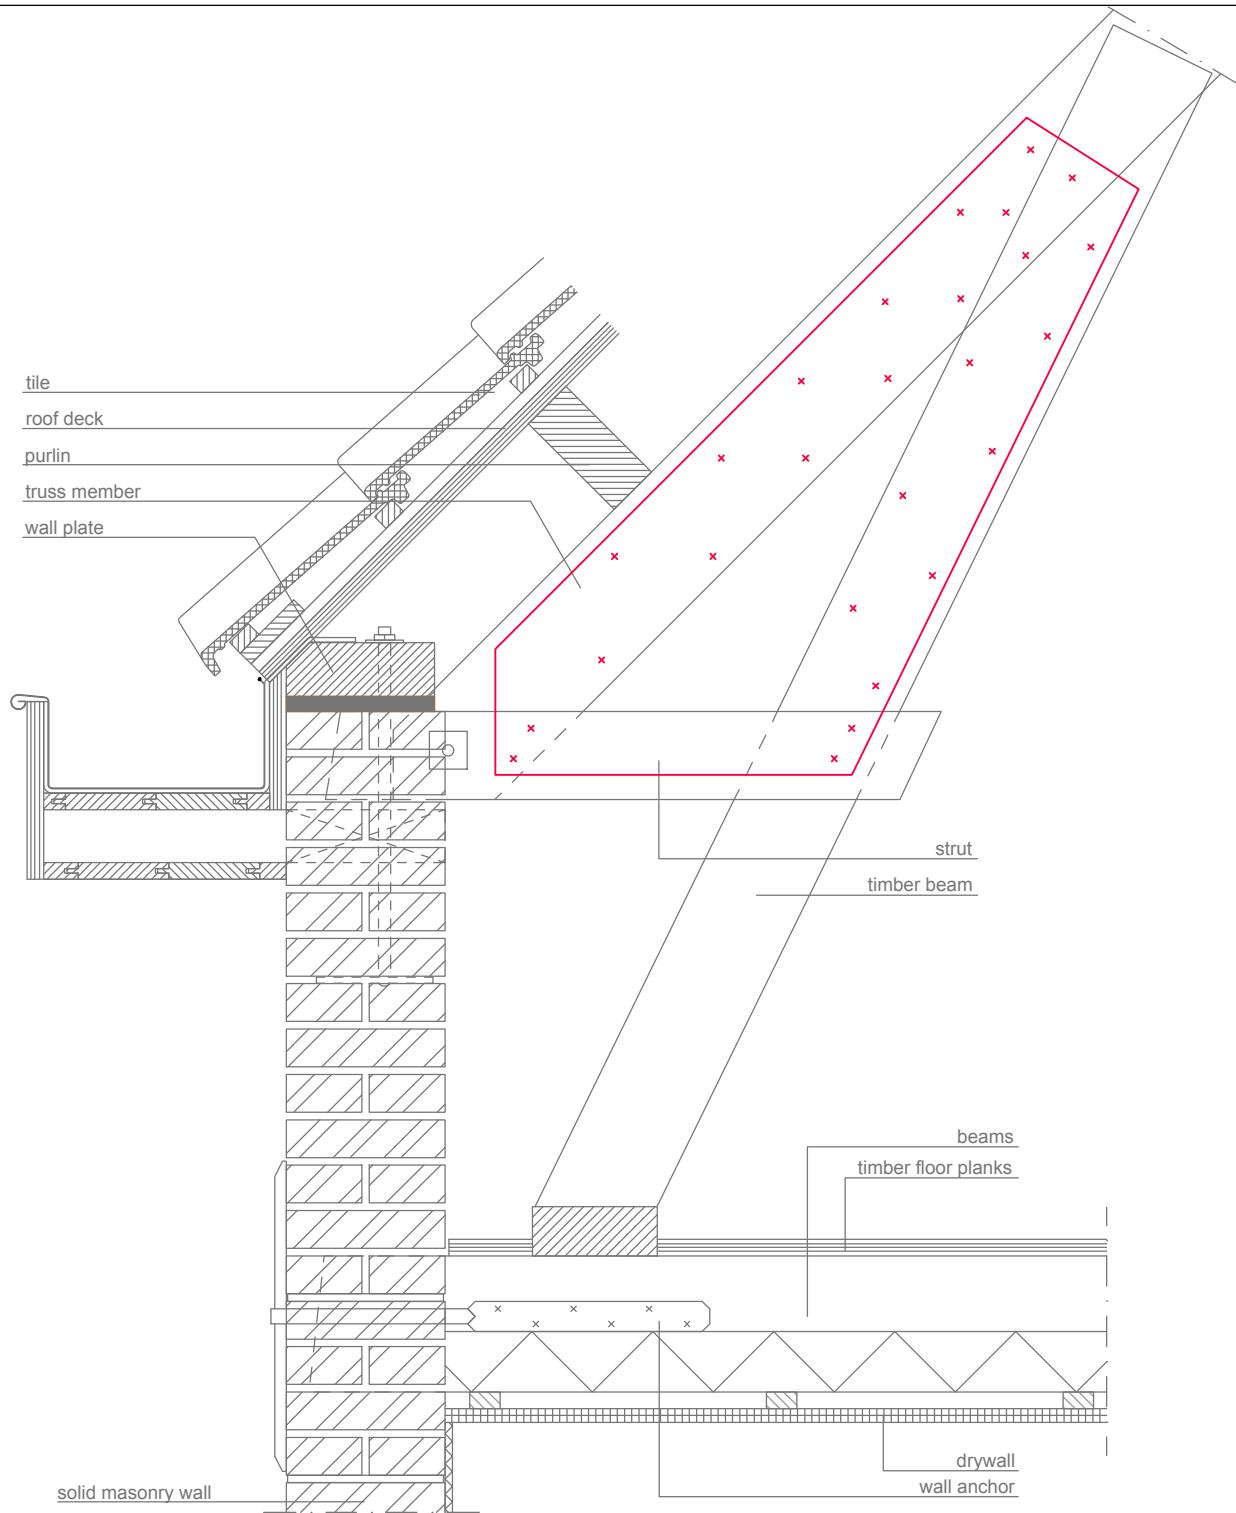 tile
roof deck
purlin
truss member
wall plate
strut
timber beam
beams
timber floor planks
drywall
wall anchor
solid masonry wall